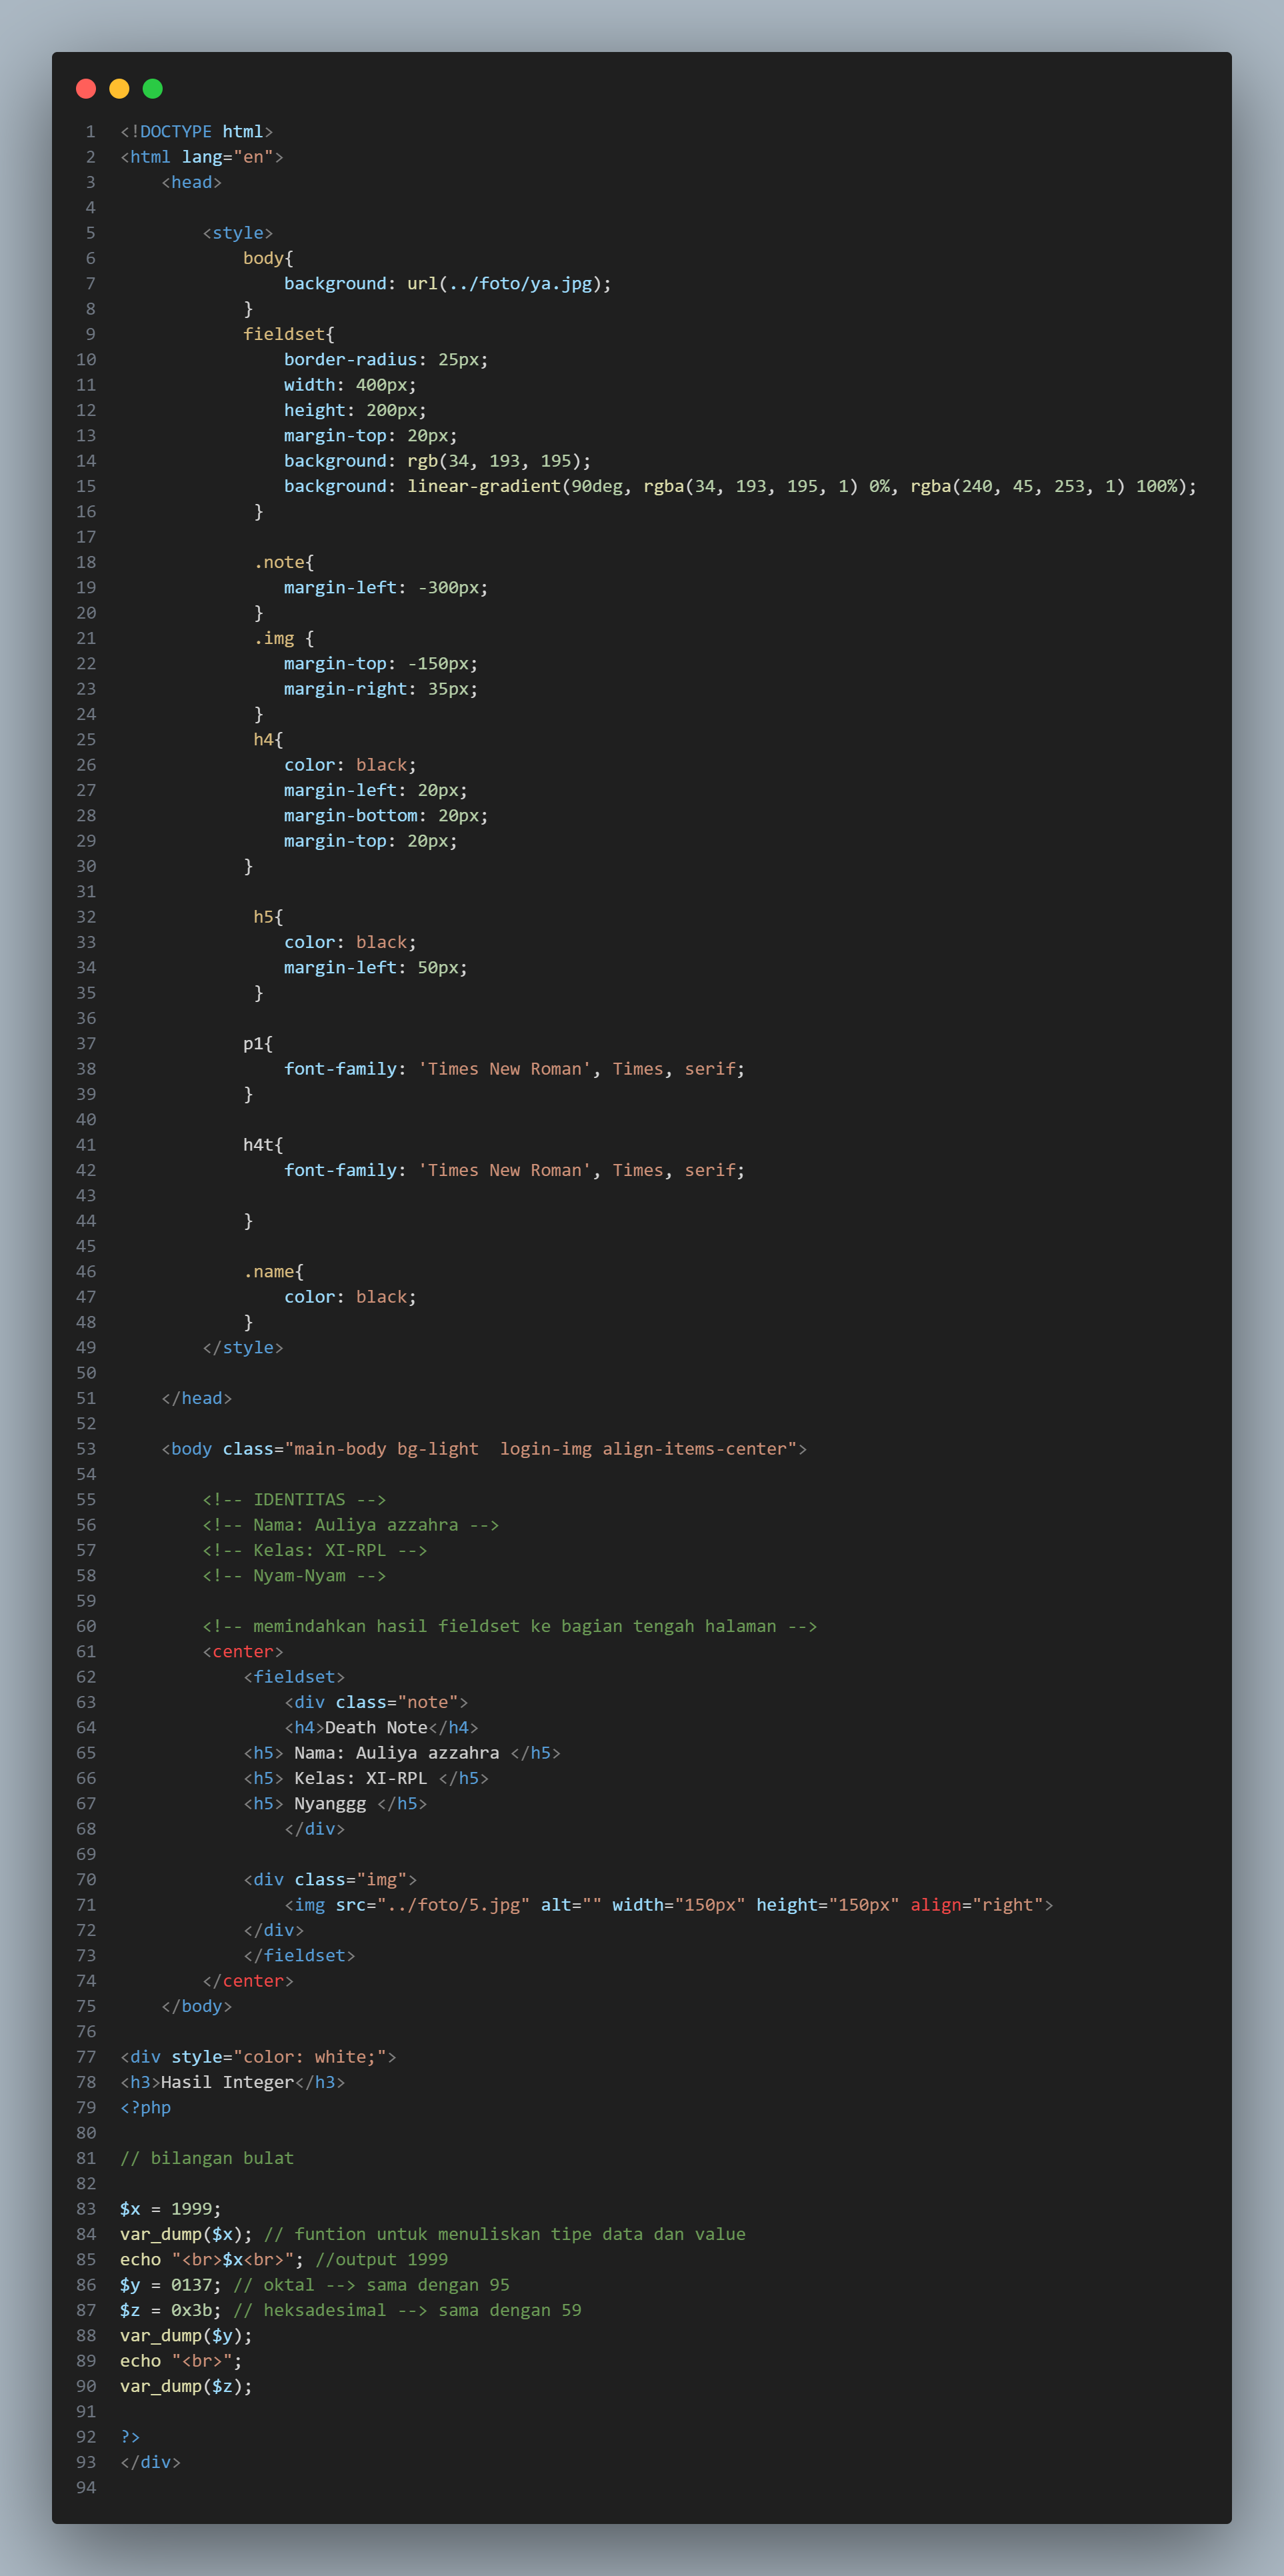 1 <!DOCTYPE html>
2 <html lang="en">
3     <head>
4
5         <style>
6             body{
7                 background: url(../foto/ya.jpg);
8             }
9             fieldset{
10                 border-radius: 25px;
11                 width: 400px;
12                 height: 200px;
13                 margin-top: 20px;
14                 background: rgb(34, 193, 195);
15                 background: linear-gradient(90deg, rgba(34, 193, 195, 1) 0%, rgba(240, 45, 253, 1) 100%);
16              }
17
18              .note{
19                 margin-left: -300px;
20              }
21              .img {
22                 margin-top: -150px;
23                 margin-right: 35px;
24              }
25              h4{
26                 color: black;
27                 margin-left: 20px;
28                 margin-bottom: 20px;
29                 margin-top: 20px;
30             }
31
32              h5{
33                 color: black;
34                 margin-left: 50px;
35              }
36
37             p1{
38                 font-family: 'Times New Roman', Times, serif;
39             }
40
41             h4t{
42                 font-family: 'Times New Roman', Times, serif;
43
44             }
45
46             .name{
47                 color: black;
48             }
49         </style>
50
51     </head>
52
53     <body class="main-body bg-light  login-img align-items-center">
54
55         <!-- IDENTITAS -->
56         <!-- Nama: Auliya azzahra -->
57         <!-- Kelas: XI-RPL -->
58         <!-- Nyam-Nyam -->
59
60         <!-- memindahkan hasil fieldset ke bagian tengah halaman -->
61         <center>
62             <fieldset>
63                 <div class="note">
64                 <h4>Death Note</h4>
65             <h5> Nama: Auliya azzahra </h5>
66             <h5> Kelas: XI-RPL </h5>
67             <h5> Nyanggg </h5>
68                 </div>
69
70             <div class="img">
71                 <img src="../foto/5.jpg" alt="" width="150px" height="150px" align="right">
72             </div>
73             </fieldset>
74         </center>
75     </body>
76
77 <div style="color: white;">
78 <h3>Hasil Integer</h3>
79 <?php
80
81 // bilangan bulat
82
83 $x = 1999;
84 var_dump($x); // funtion untuk menuliskan tipe data dan value
85 echo "<br>$x<br>"; //output 1999
86 $y = 0137; // oktal --> sama dengan 95
87 $z = 0x3b; // heksadesimal --> sama dengan 59
88 var_dump($y);
89 echo "<br>";
90 var_dump($z);
91
92 ?>
93 </div>
94